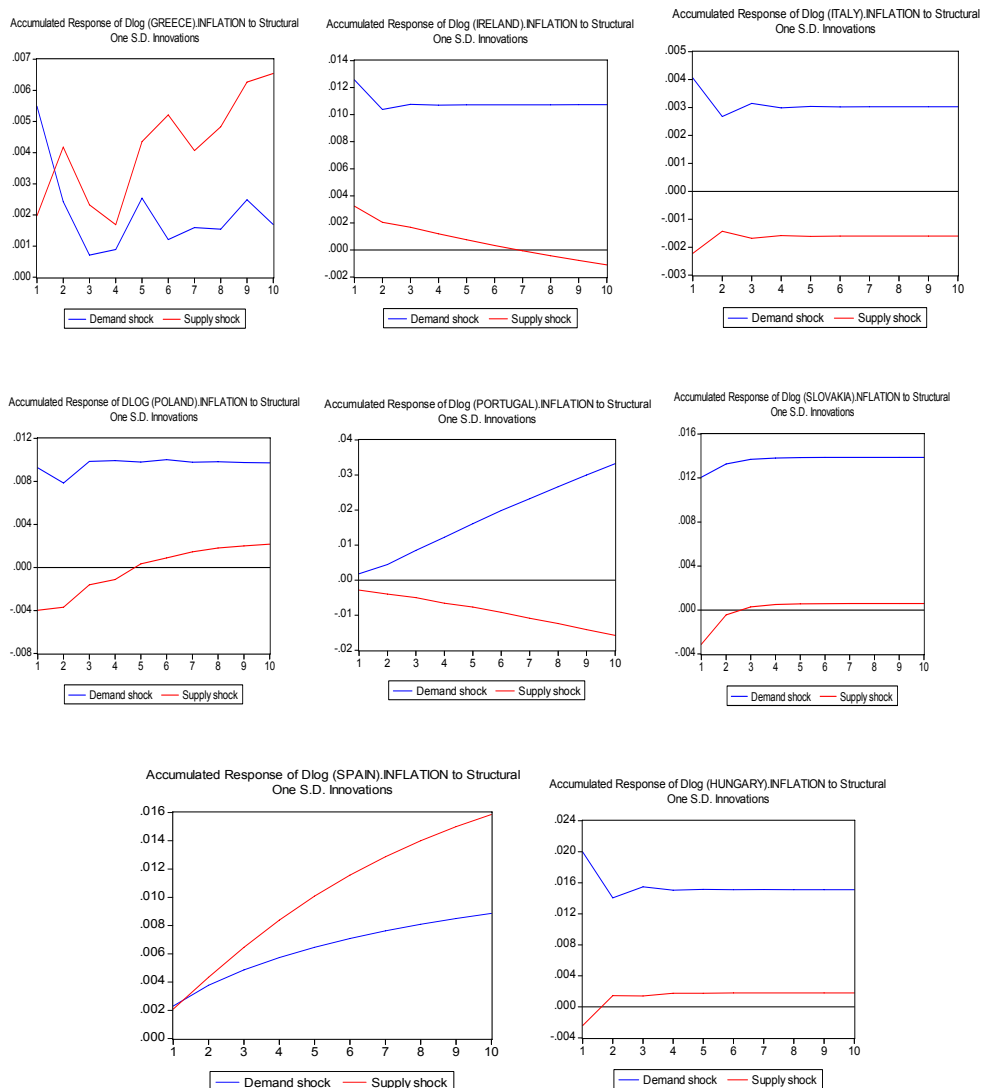 Accumulated Response of Dlog (GREECE).INFLATION to Structural
One S.D. Innovations
.007
.006
.005
.004
.003
.002
.001
.000
1 2 3 4 5 6 7 8 9 10
Demand shock Supply shock
Accumulated Response of Dlog (IRELAND).INFLATION to Structural
One S.D. Innovations
.014
.012
.010
.008
.006
.004
.002
.000
-.002
1 2 3 4 5 6 7 8 9 10
Demand shock Supply shock
Accumulated Response of Dlog (ITALY).INFLATION to Structural
One S.D. Innovations
.005
.004
.003
.002
.001
.000
-.001
-.002
-.003
1 2 3 4 5 6 7 8 9 10
Demand shock Supply shock
Accumulated Response of DLOG (POLAND).INFLATION to Structural
One S.D. Innovations
.012
.008
.004
.000
-.004
-.008
1 2 3 4 5 6 7 8 9 10
Demand shock Supply shock
Accumulated Response of Dlog (PORTUGAL).INFLATION to Structural
One S.D. Innovations
.04
.03
.02
.01
.00
-.01
-.02
1 2 3 4 5 6 7 8 9 10
Demand shock Supply shock
Accumulated Response of Dlog (SLOVAKIA).NFLATION to Structural
One S.D. Innovations
.016
.012
.008
.004
.000
-.004
1 2 3 4 5 6 7 8 9 10
Demand shock Supply shock
Accumulated Response of Dlog (SPAIN).INFLATION to Structural
One S.D. Innovations
.016
.014
.012
.010
.008
.006
.004
.002
.000
1 2 3 4 5 6 7 8 9 10
Demand shock Supply shock
Accumulated Response of Dlog (HUNGARY).INFLATION to Structural
One S.D. Innovations
.024
.020
.016
.012
.008
.004
.000
-.004
1 2 3 4 5 6 7 8 9 10
Demand shock Supply shock